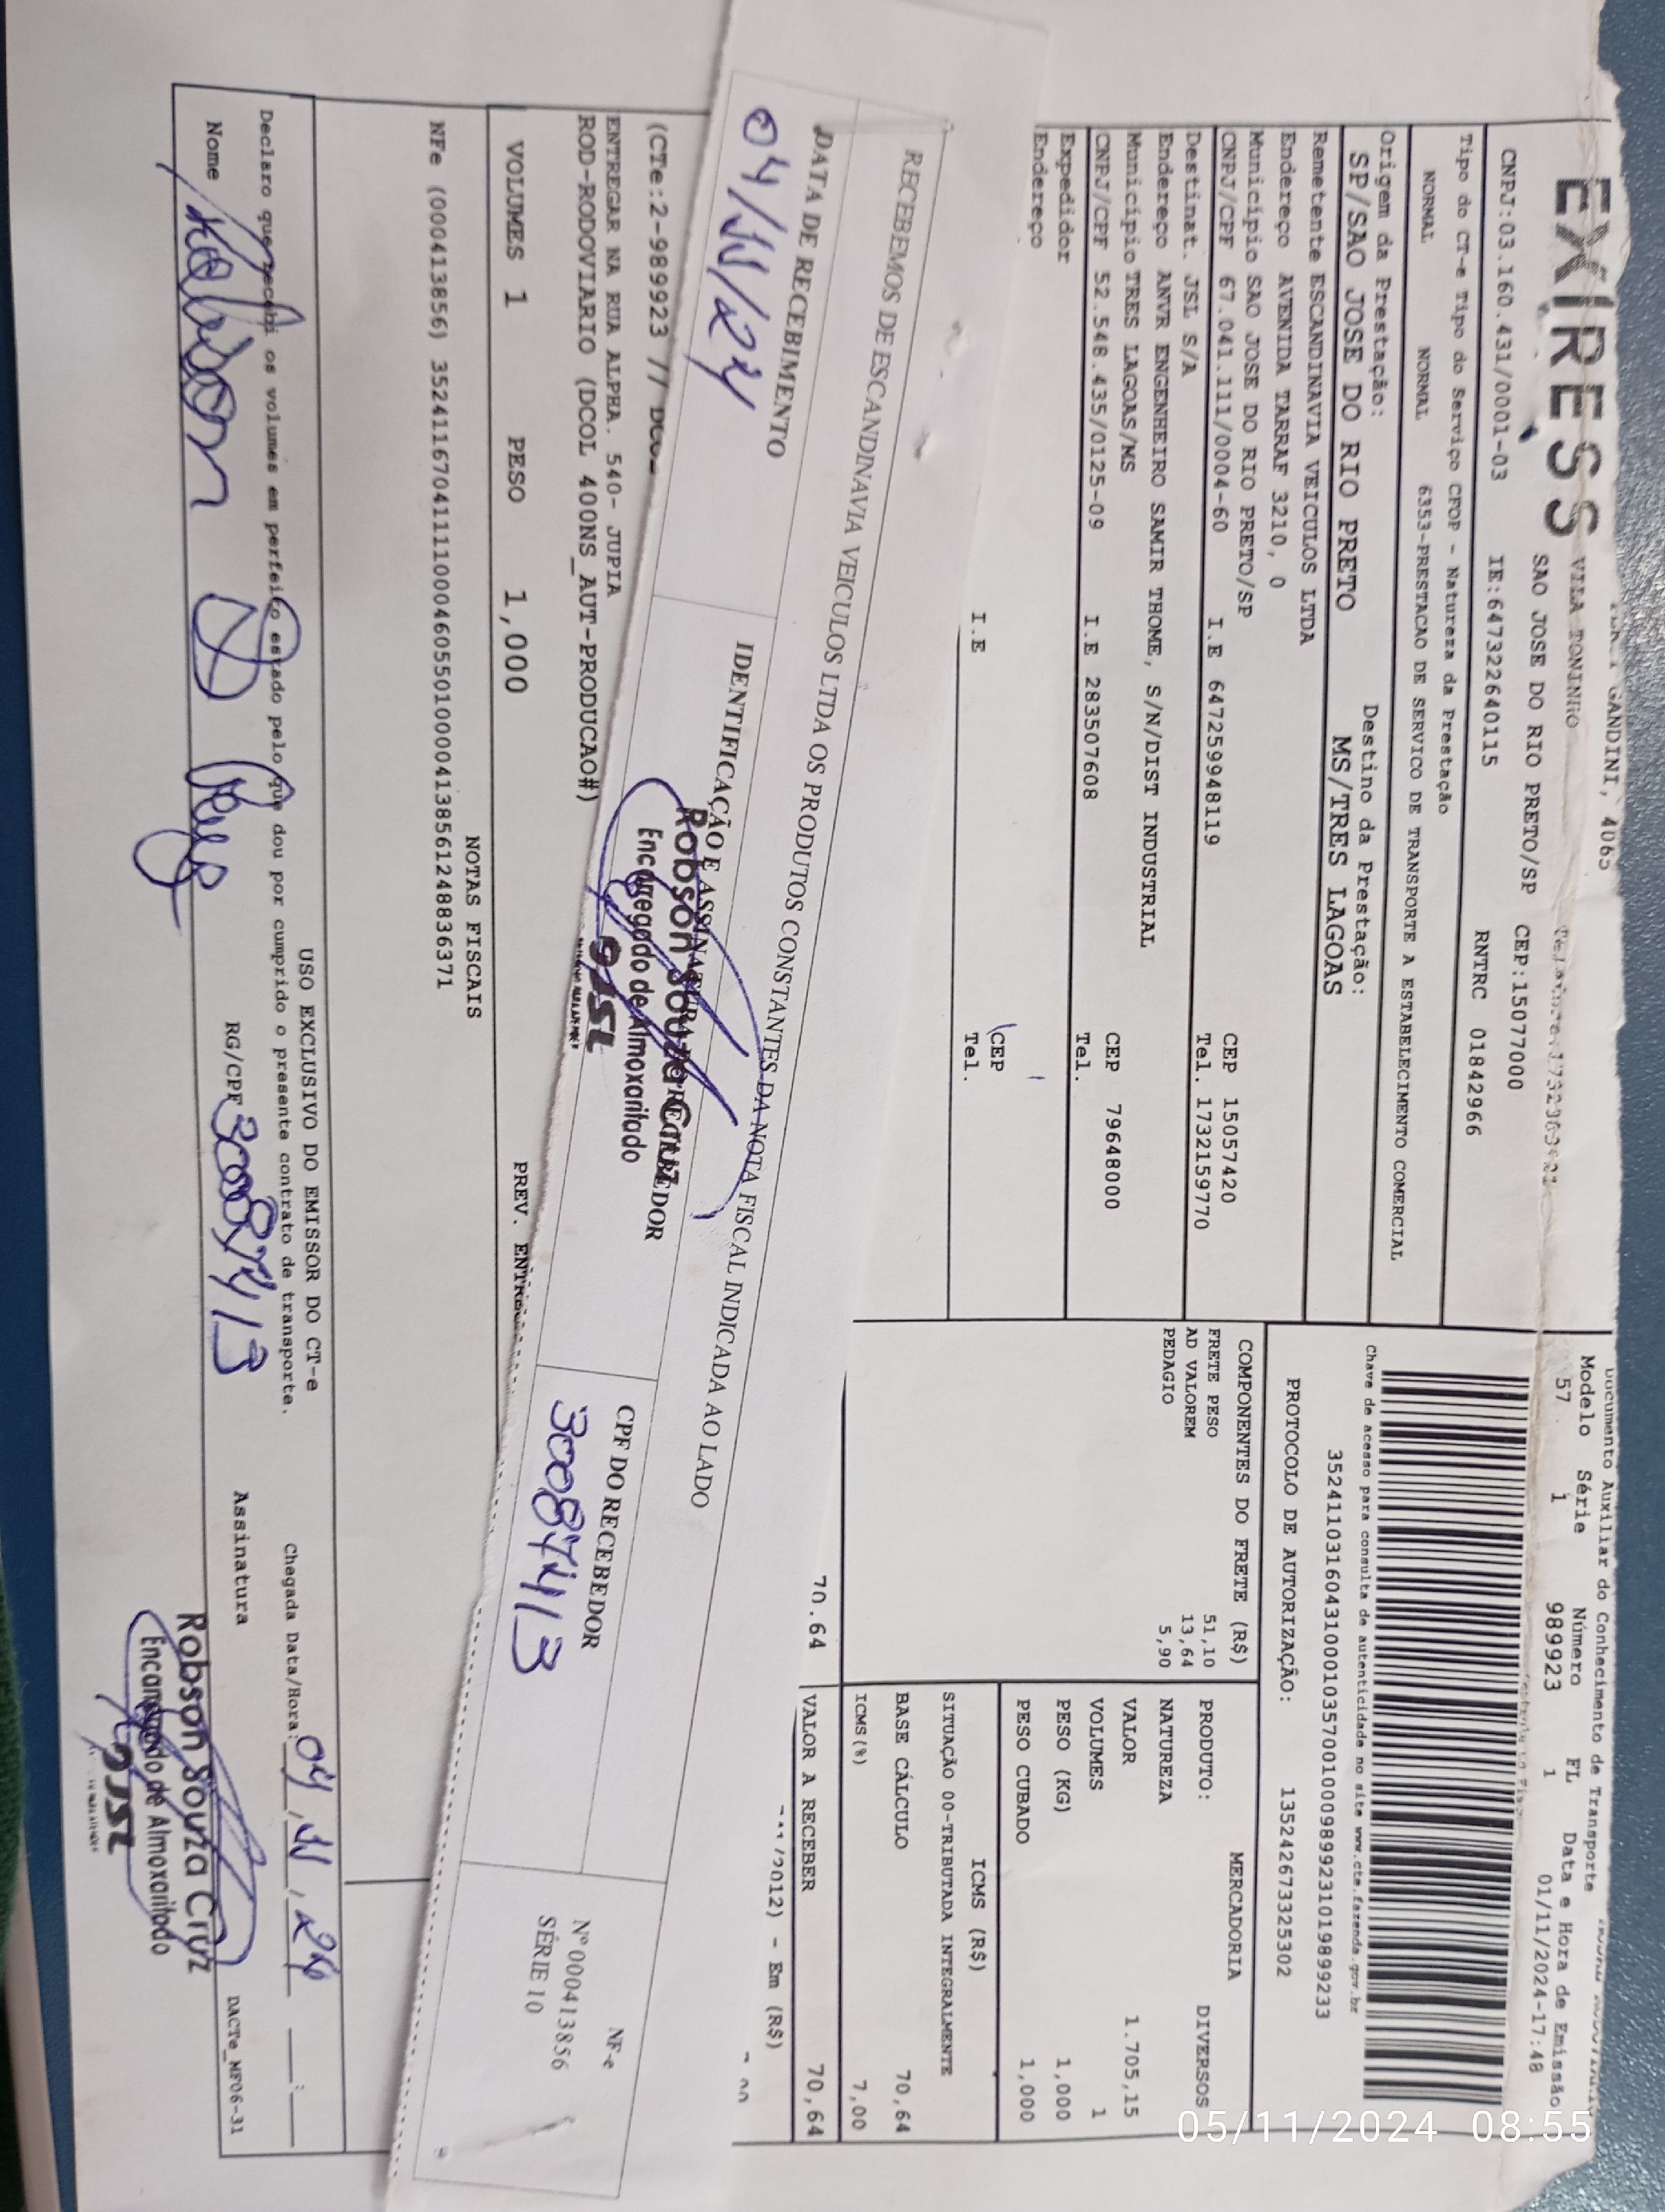 EXPRESS
GANDINI, 4065
VILA TONINHO
SAO JOSE DO RIO PRETO/SP CEP:15077000
CNPJ:03.160.431/0001-03 IE:647322640115 RNTRC 01842966
Tipo do CT-e Tipo do Serviço CFOP - Natureza da Prestação
NORMAL NORMAL 6353-PRESTACAO DE SERVICO DE TRANSPORTE A ESTABELECIMENTO COMERCIAL
Origem da Prestação: Destino da Prestação:
SP/SAO JOSE DO RIO PRETO MS/TRES LAGOAS
Remetente ESCANDINAVIA VEICULOS LTDA
Endereço AVENIDA TARRAF 3210, 0
Município SAO JOSE DO RIO PRETO/SP CEP 15057420
CNPJ/CPF 67.041.111/0004-60 I.E 647259948119 Tel. 1732159770
Destinat. JSL S/A
Endereço ANVR ENGENHEIRO SAMIR THOME, S/N/DIST INDUSTRIAL
Município TRES LAGOAS/MS CEP 79648000
CNPJ/CPF 52.548.435/0125-09 I.E 283507608 Tel.
Expedidor
Endereço
CEP
I.E Tel.
Documento Auxiliar do Conhecimento de Transporte
Modelo Série Número FL Data e Hora de Emissão
57 1 989923 1 01/11/2024-17:48
Chave de acesso para consulta de autenticidade no site www.cte.fazenda.gov.br
35241103160431000103570010009899231019899233
PROTOCOLO DE AUTORIZAÇÃO: 135242673325302
COMPONENTES DO FRETE (R$)
FRETE PESO 51,10
AD VALOREM 13,64
PEDAGIO 5,90
70.64
MERCADORIA
PRODUTO: DIVERSOS
NATUREZA
VALOR 1.705,15
VOLUMES 1
PESO (KG) 1,000
PESO CUBADO 1,000
ICMS (R$)
SITUAÇÃO 00-TRIBUTADA INTEGRALMENTE
BASE CÁLCULO 70,64
ICMS(%) 7,00
VALOR A RECEBER 70,64
/2012) - Em (R$)
RECEBEMOS DE ESCANDINAVIA VEICULOS LTDA OS PRODUTOS CONSTANTES DA NOTA FISCAL INDICADA AO LADO
DATA DE RECEBIMENTO
04/11/24
IDENTIFICAÇÃO E ASSINATURA DO RECEBEDOR
Robson Souza Cruz
Encarregado de Almoxarifado
JSL
CPF DO RECEBEDOR
300874413
NF-e
Nº 000413856
SÉRIE 10
(CTe:2-989923 77
ENTREGAR NA RUA ALPHA. 540- JUPIA
ROD-RODOVIARIO (DCOL 400ONS_AUT-PRODUCAO#)
VOLUMES 1 PESO 1,000 PREV. ENTREGA
NOTAS FISCAIS
NFe (000413856) 35241167041111000460550100004138561248836371
USO EXCLUSIVO DO EMISSOR DO CT-e
Declaro que recebi os volumes em perfeito estado pelo que dou por cumprido o presente contrato de transporte.
Chegada Data/Hora: 04/11/24
Nome RG/CPF 300874413 Assinatura
Robson Souza Cruz
Encarregado de Almoxarifado
JSL
DACTe_MF06-31
05/11/2024 08:55